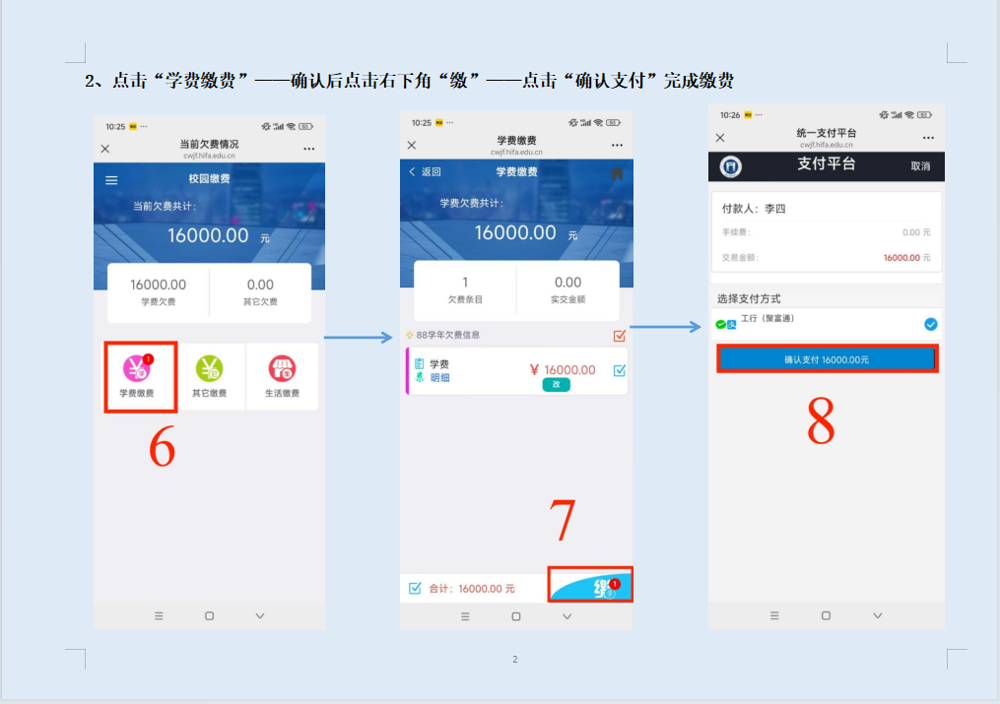 2、点击“学费缴费”——确认后点击右下角“缴”——点击“确认支付”完成缴费
10:25
当前欠费情况
cwjf.hifa.edu.cn
校园缴费
当前欠费共计：
16000.00 元
16000.00
0.00
学费欠费
其它欠费
1
学费缴费
其它缴费
生活缴费
6
10:25
学费缴费
cwjf.hifa.edu.cn
返回
学费缴费
学费欠费共计：
16000.00 元
1
0.00
欠费条目
实交金额
88学年欠费信息
学费
明细
￥16000.00
改
7
合计：16000.00 元
缴
1
10:26
统一支付平台
cwjf.hifa.edu.cn
支付平台
取消
付款人：李四
手续费：
0.00 元
交易金额：
16000.00 元
选择支付方式
工行（聚富通）
确认支付 16000.00元
8
2